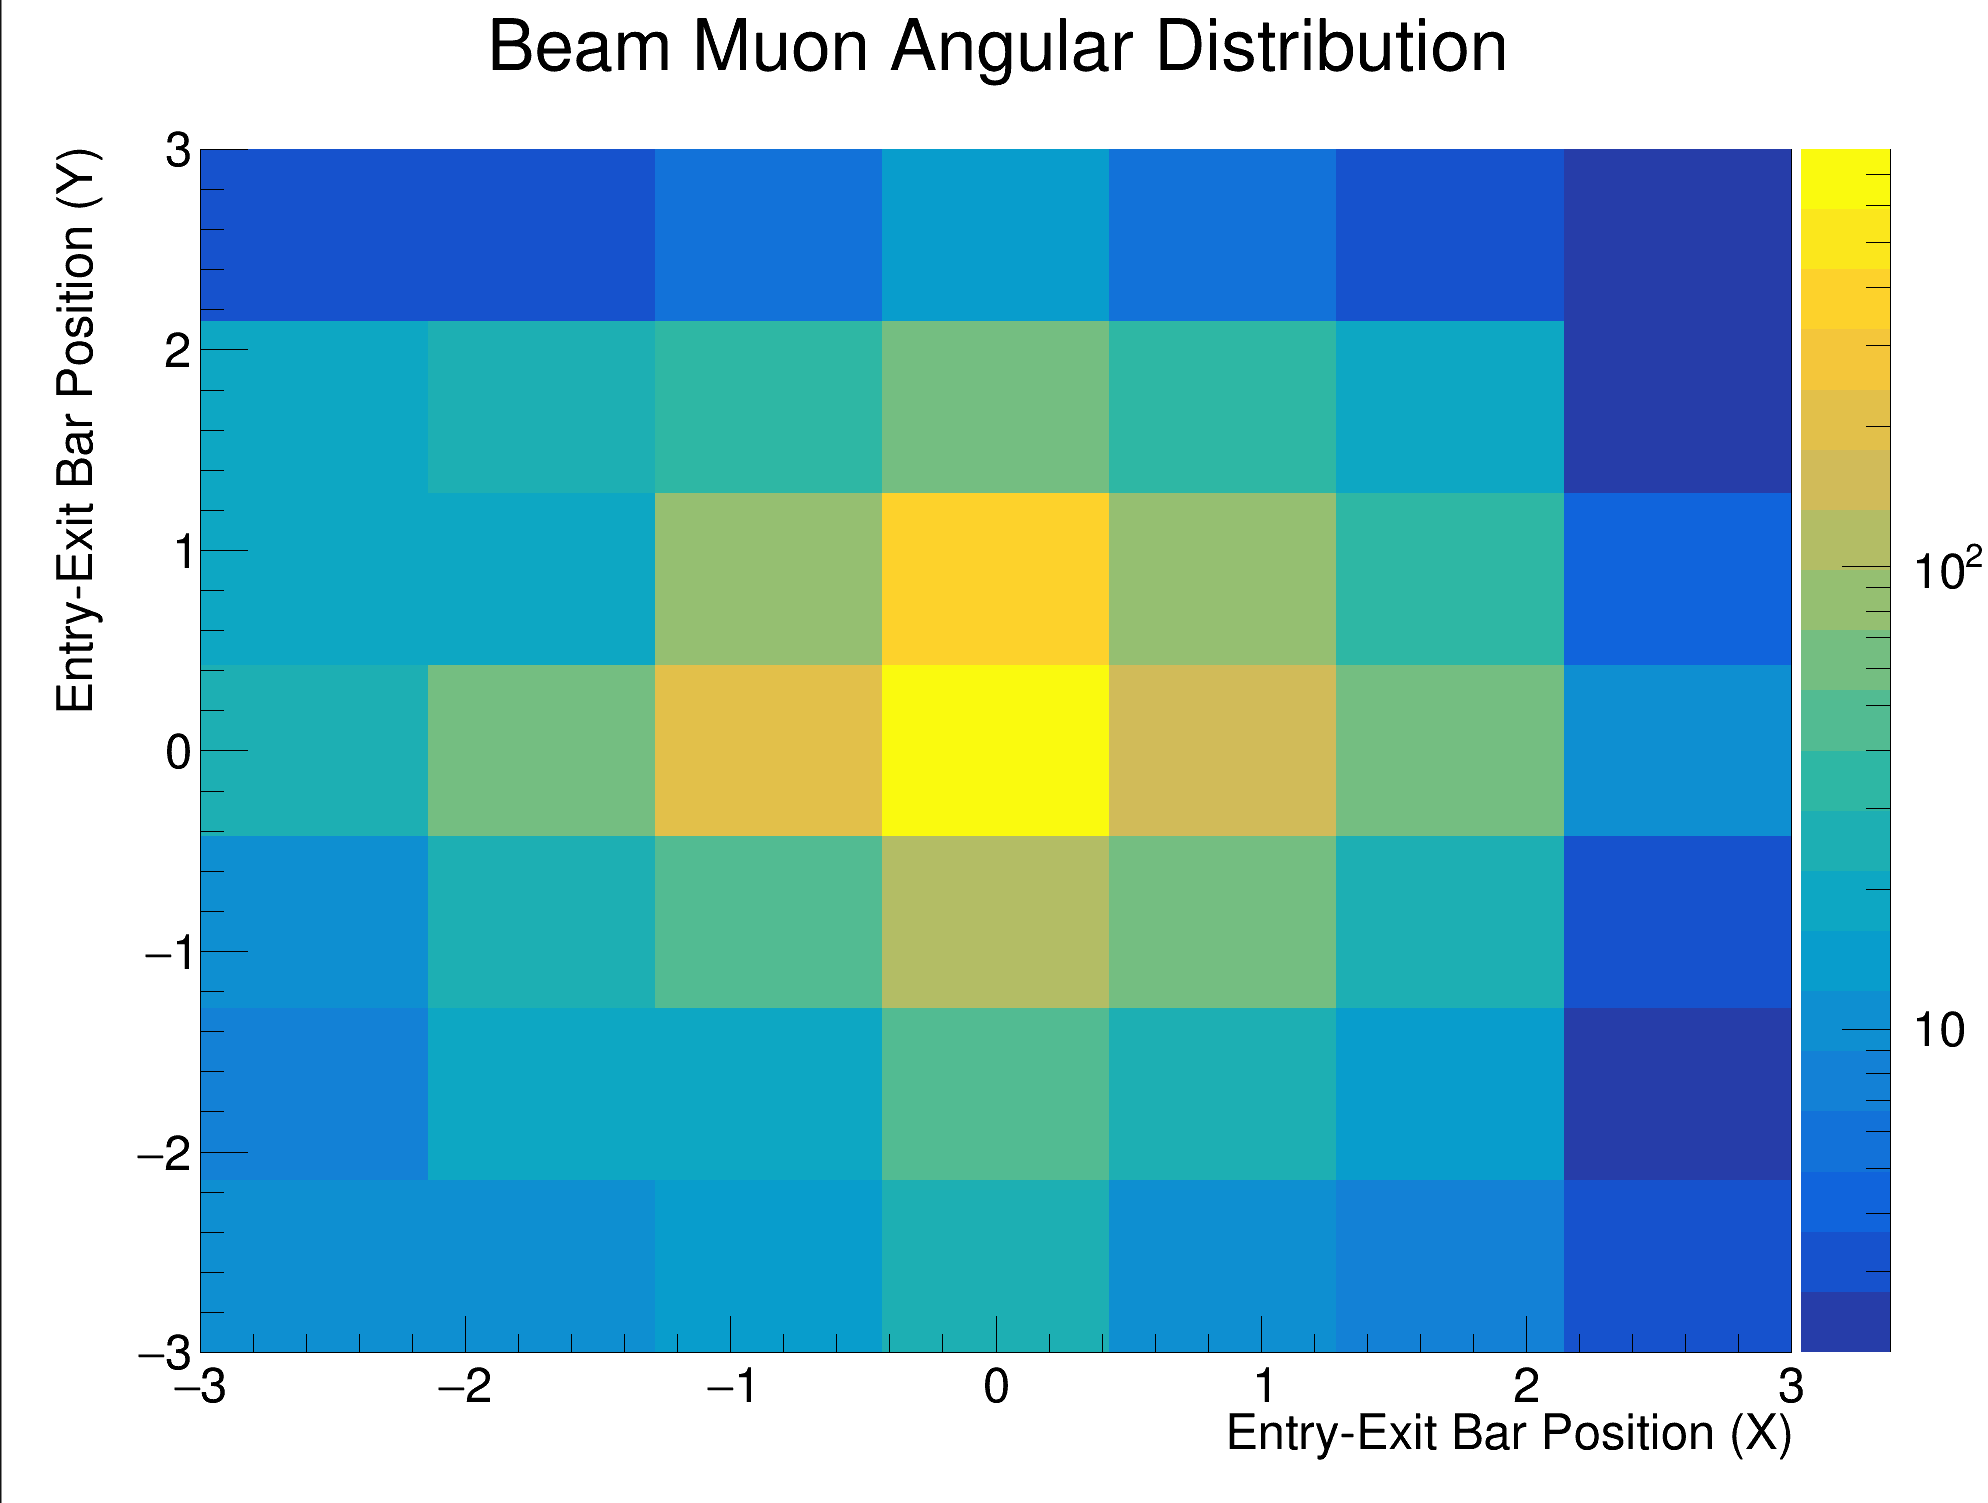 Beam Muon Angular Distribution
Entry-Exit Bar Position (Y)
3
2
1
0
−1
−2
−3
−3 −2 −1 0 1 2 3
Entry-Exit Bar Position (X)
10²
10